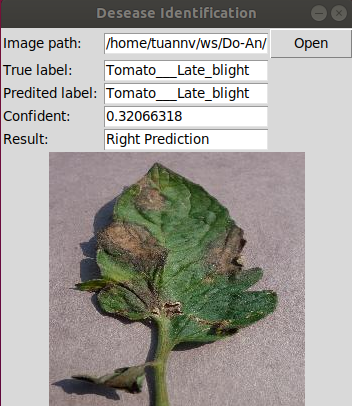 Desease Identification
Image path: /home/tuannv/ws/Do-An/ Open
True label: Tomato___Late_blight
Predited label: Tomato___Late_blight
Confident: 0.32066318
Result: Right Prediction